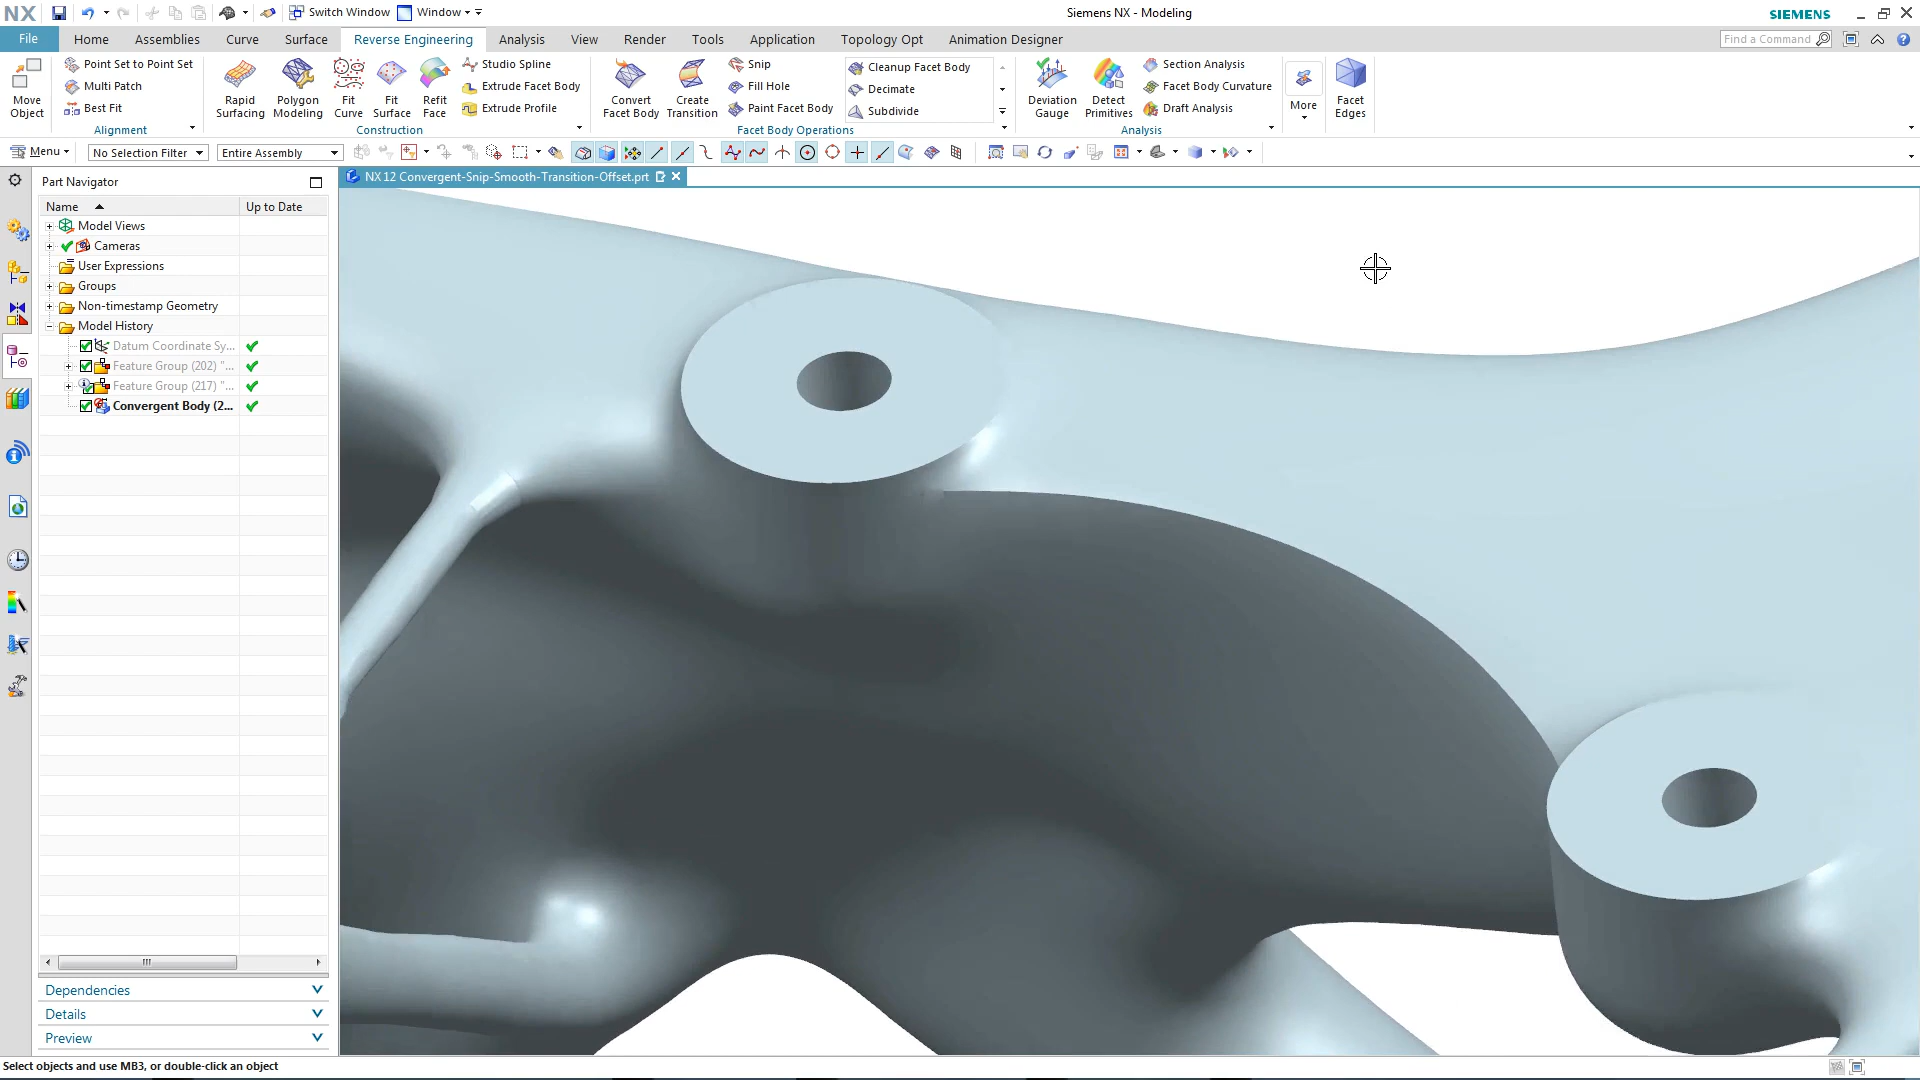 NX Switch Window Window Siemens NX - Modeling SIEMENS
File Home Assemblies Curve Surface Reverse Engineering Analysis View Render Tools Application Topology Opt Animation Designer Find a Command
Move Object
Point Set to Point Set
Multi Patch
Best Fit
Alignment
Rapid Surfacing
Polygon Modeling
Fit Curve
Fit Surface
Refit Face
Studio Spline
Extrude Facet Body
Extrude Profile
Construction
Convert Facet Body
Create Transition
Snip
Fill Hole
Paint Facet Body
Cleanup Facet Body
Decimate
Subdivide
Facet Body Operations
Deviation Gauge
Detect Primitives
Section Analysis
Facet Body Curvature
Draft Analysis
Analysis
More
Facet Edges
Menu No Selection Filter Entire Assembly
Part Navigator
NX 12 Convergent-Snip-Smooth-Transition-Offset.prt
Name Up to Date
Model Views
Cameras
User Expressions
Groups
Non-timestamp Geometry
Model History
Datum Coordinate Sy...
Feature Group (202) "...
Feature Group (217) "...
Convergent Body (2...
Dependencies
Details
Preview
Select objects and use MB3, or double-click an object